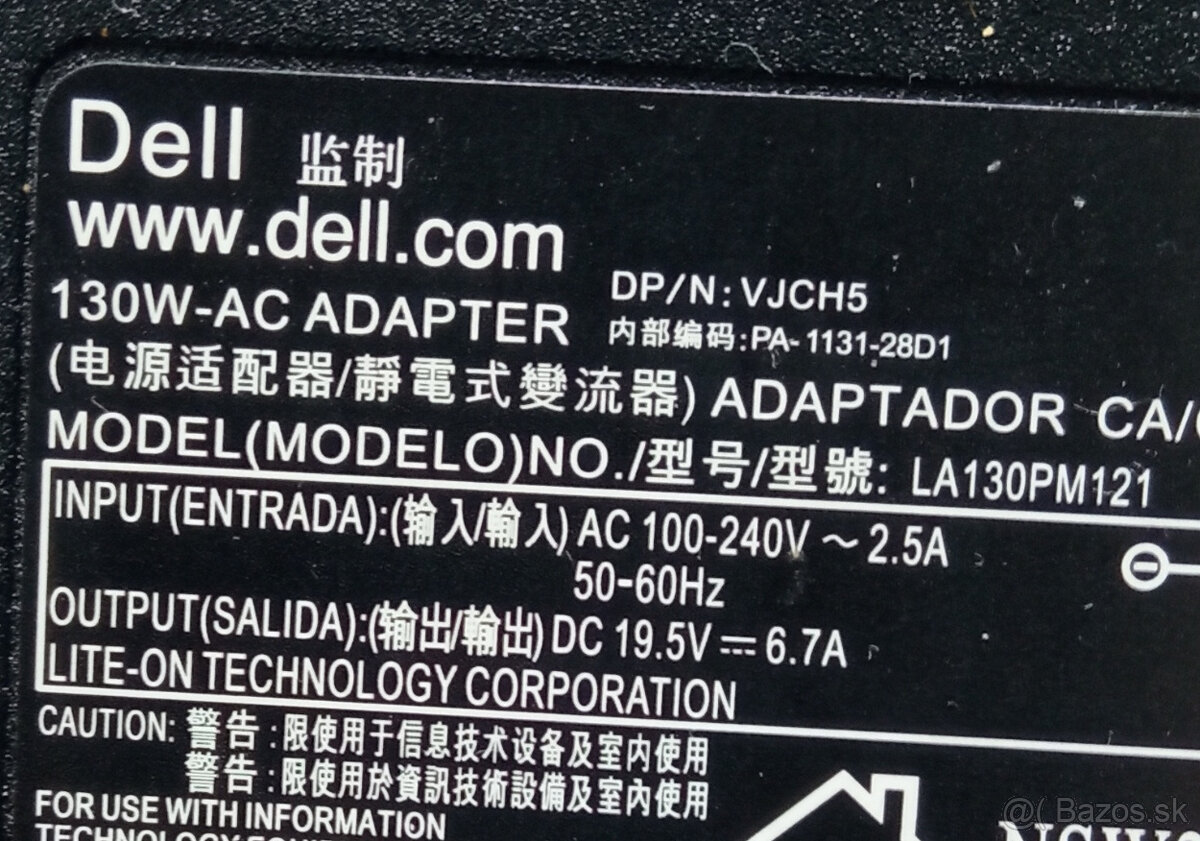 Dell 监制
www.dell.com
130W-AC ADAPTER
DP/N: VJCH5
内部编码:PA-1131-28D1
(电源适配器/靜電式變流器) ADAPTADOR CA/
MODEL(MODELO)NO./型号/型號: LA130PM121
INPUT(ENTRADA):(输入/輸入) AC 100-240V ~ 2.5A
50-60Hz
OUTPUT(SALIDA):(输出/輸出) DC 19.5V ⎓ 6.7A
LITE-ON TECHNOLOGY CORPORATION
CAUTION: 警告:限使用于信息技术设备及室内使用
警告:限使用於資訊技術設備及室內使用
FOR USE WITH INFORMATION
TECHNOLOGY
@( Bazos.sk